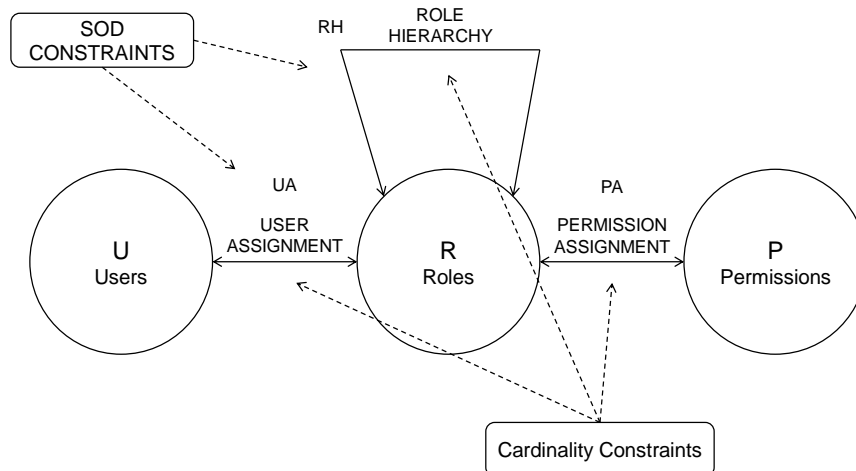 SOD
CONSTRAINTS
RH
ROLE
HIERARCHY
UA
USER
ASSIGNMENT
PA
PERMISSION
ASSIGNMENT
U
Users
R
Roles
P
Permissions
Cardinality Constraints